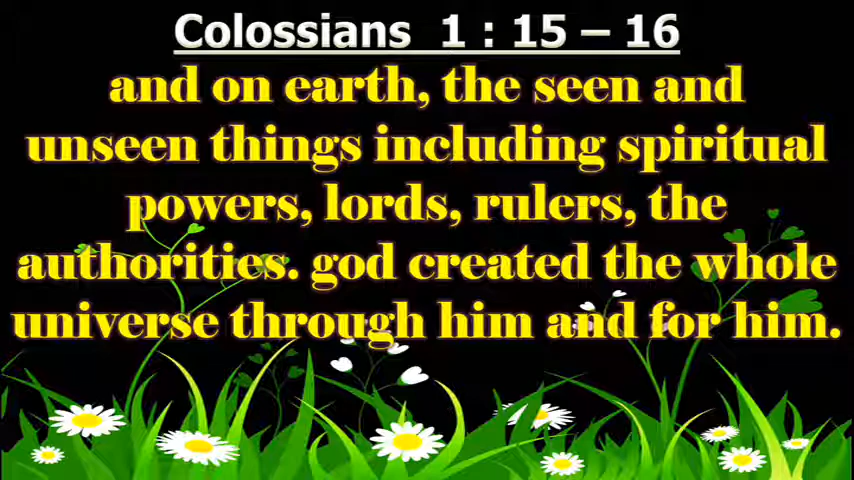 Colossians 1 : 15 – 16
and on earth, the seen and
unseen things including spiritual
powers, lords, rulers, the
authorities. god created the whole
universe through him and for him.